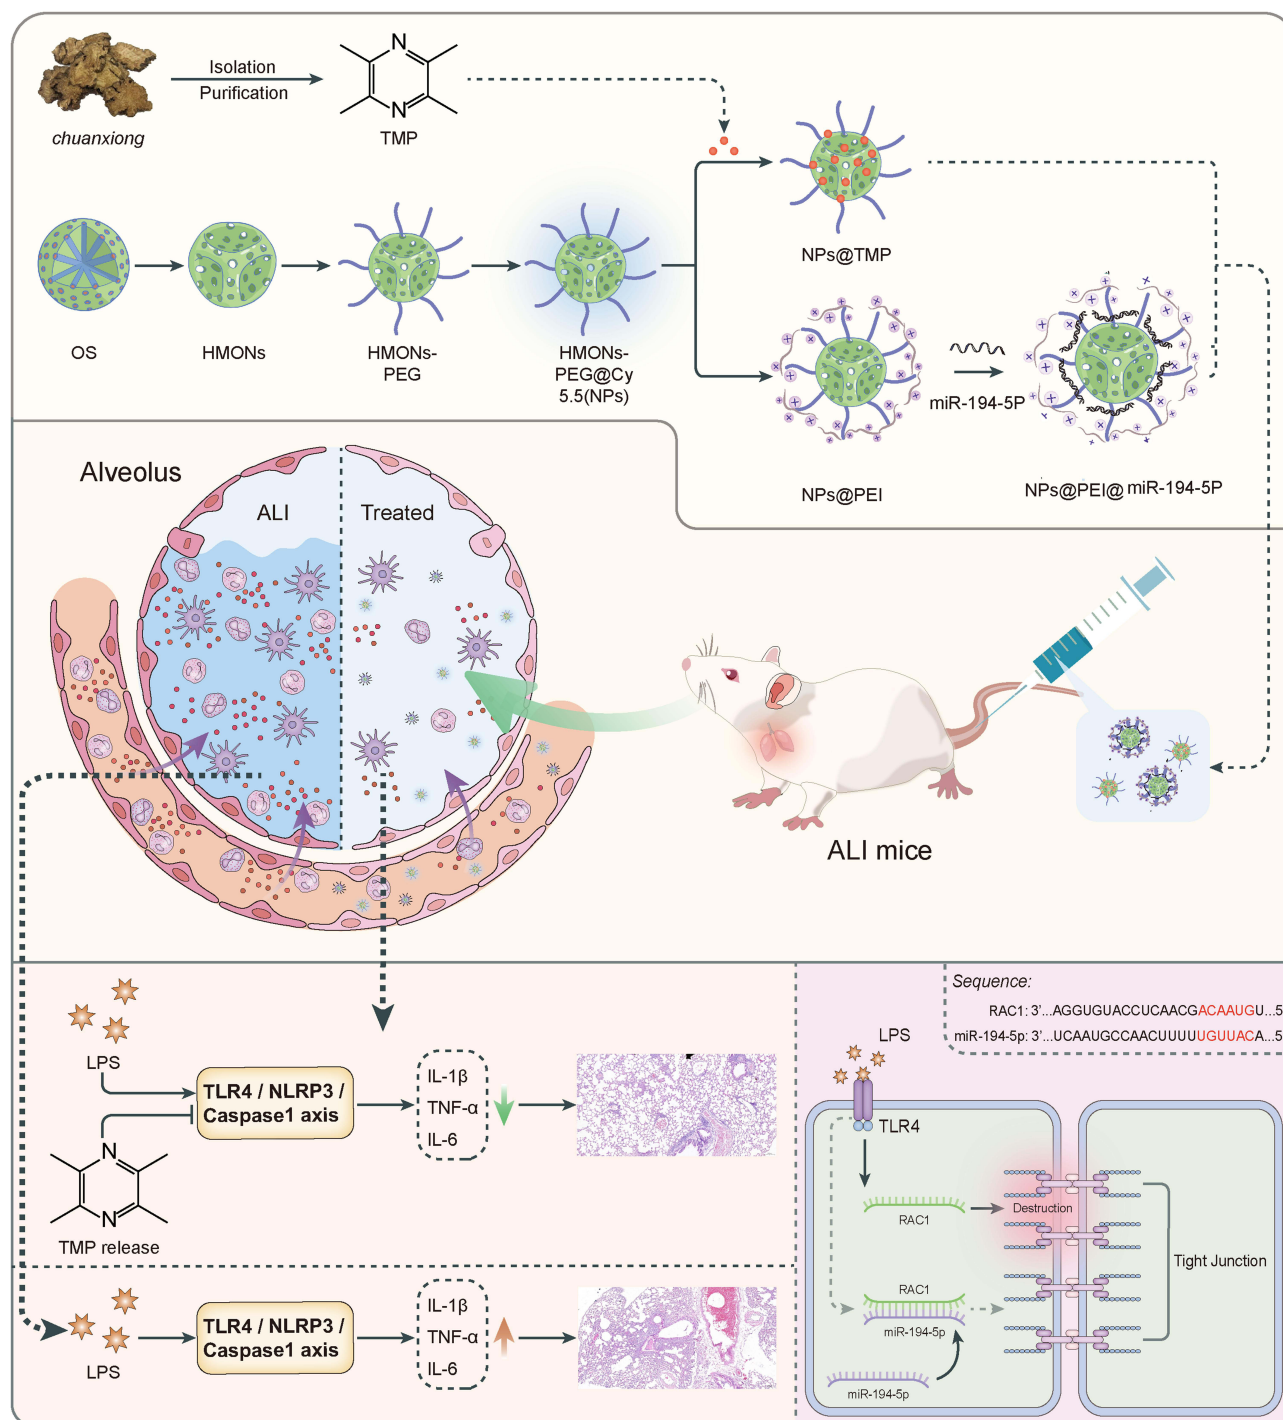 Isolation
Purification
chuanxiong
N
N
TMP
OS
HMONs
HMONs-
PEG
HMONs-
PEG@Cy
5.5(NPs)
NPs@TMP
miR-194-5P
NPs@PEI
NPs@PEI@miR-194-5P
Alveolus
ALI
Treated
ALI mice
LPS
TLR4 / NLRP3 /
Caspase1 axis
IL-1β
TNF-α
IL-6
N
N
TMP release
LPS
TLR4 / NLRP3 /
Caspase1 axis
IL-1β
TNF-α
IL-6
Sequence:
RAC1: 3’...AGGUGUACCUCAACGACAAUGU...5
miR-194-5p: 3’...UCAAUGCCAACUUUUUGUUACA...5
LPS
TLR4
RAC1
Destruction
Tight Junction
RAC1
miR-194-5p
miR-194-5p